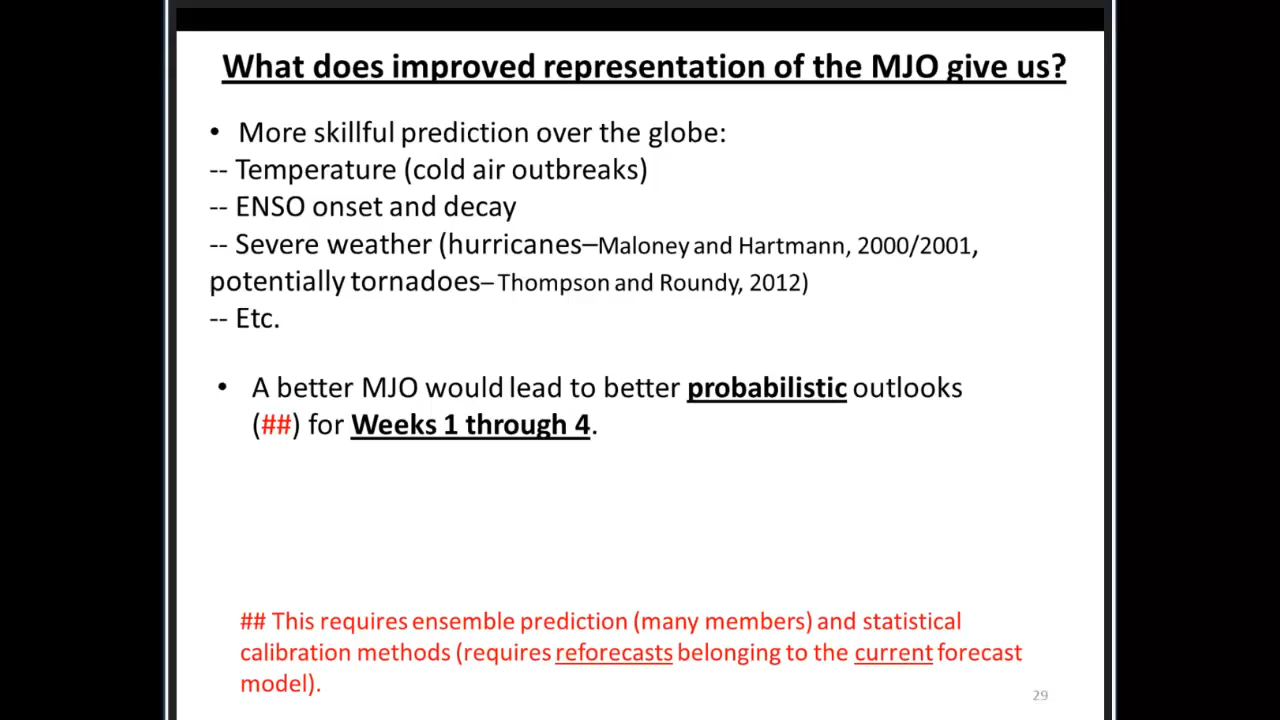 What does improved representation of the MJO give us?
• More skillful prediction over the globe:
-- Temperature (cold air outbreaks)
-- ENSO onset and decay
-- Severe weather (hurricanes–Maloney and Hartmann, 2000/2001,
potentially tornadoes– Thompson and Roundy, 2012)
-- Etc.
• A better MJO would lead to better probabilistic outlooks
(##) for Weeks 1 through 4.
## This requires ensemble prediction (many members) and statistical
calibration methods (requires reforecasts belonging to the current forecast
model).
29